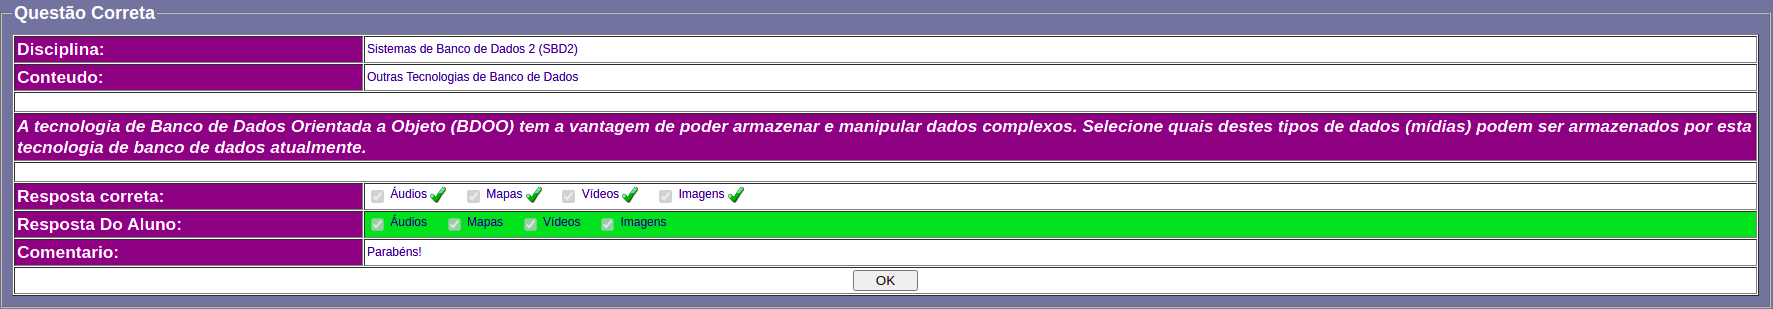 Questão Correta
Disciplina: Sistemas de Banco de Dados 2 (SBD2)
Conteudo: Outras Tecnologias de Banco de Dados
A tecnologia de Banco de Dados Orientada a Objeto (BDOO) tem a vantagem de poder armazenar e manipular dados complexos. Selecione quais destes tipos de dados (mídias) podem ser armazenados por esta
tecnologia de banco de dados atualmente.
Resposta correta: Áudios Mapas Vídeos Imagens
Resposta Do Aluno: Áudios Mapas Vídeos Imagens
Comentario: Parabéns!
OK